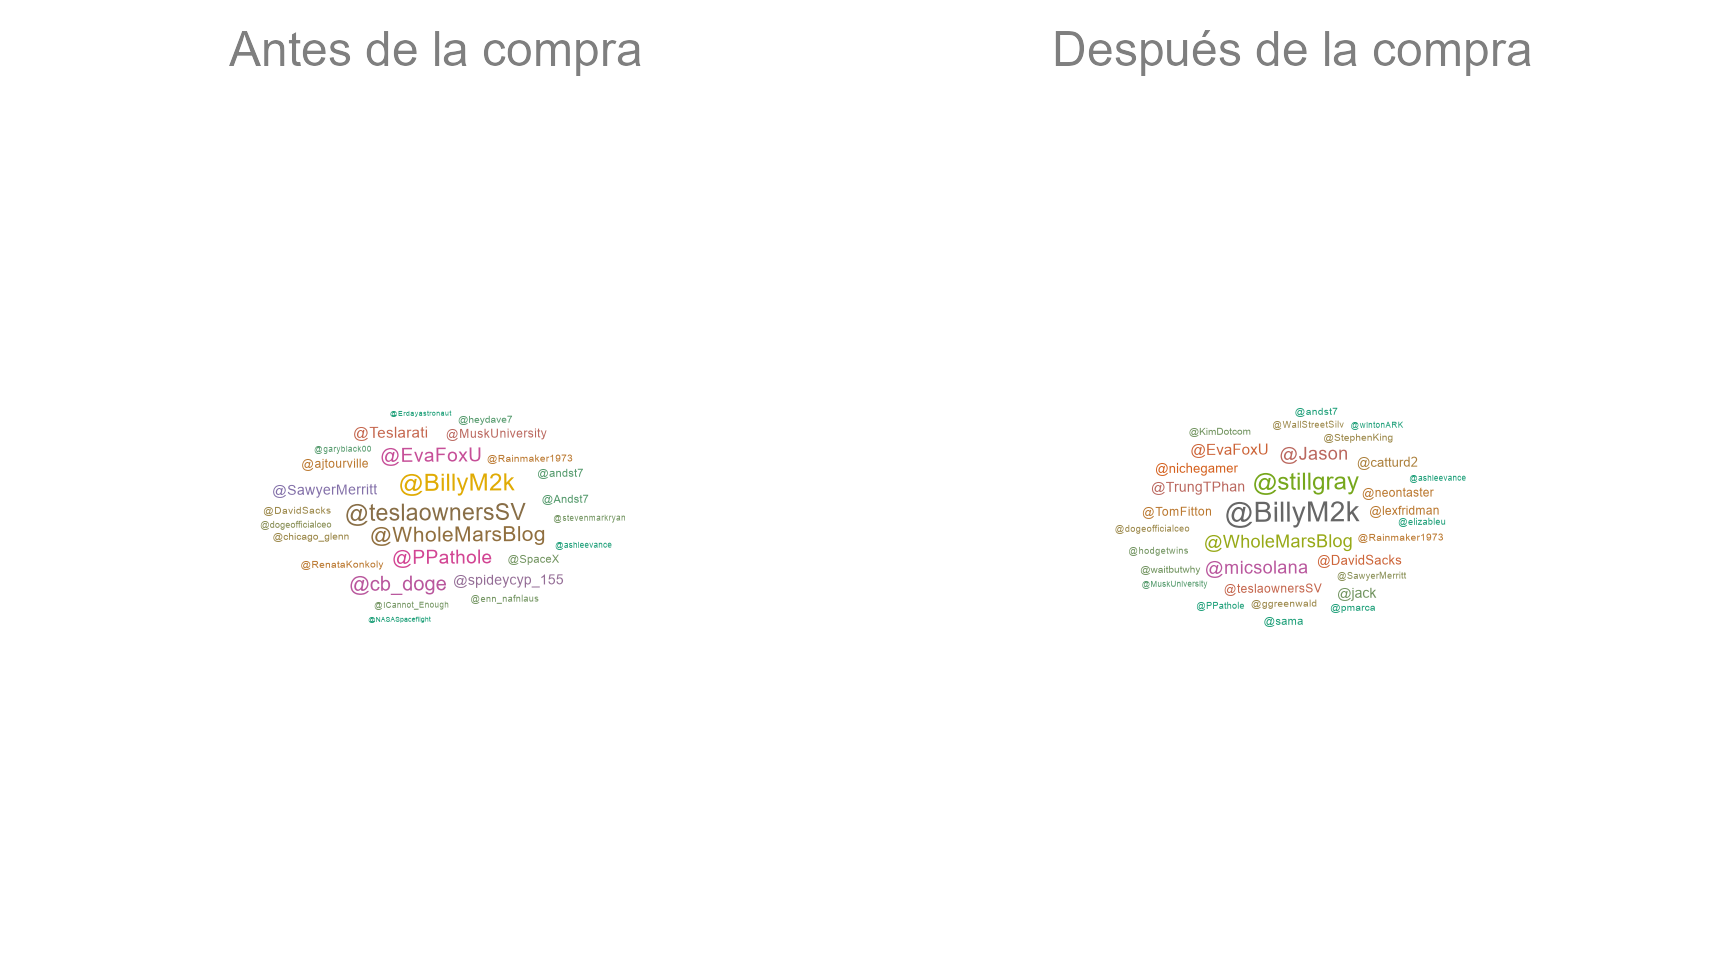 Antes de la compra
@Erdayastronaut
@heydave7
@Teslarati
@MuskUniversity
@garyblack00
@EvaFoxU
@Rainmaker1973
@ajtourville
@andst7
@BillyM2k
@SawyerMerritt
@Andst7
@DavidSacks
@teslaownersSV
@stevenmarkryan
@dogeofficialceo
@chicago_glenn
@WholeMarsBlog
@ashleevance
@PPathole
@SpaceX
@RenataKonkoly
@cb_doge
@spideycyp_155
@enn_nafnlaus
@ICannot_Enough
@NASASpaceflight
Después de la compra
@andst7
@WallStreetSilv
@wintonARK
@KimDotcom
@StephenKing
@EvaFoxU
@Jason
@catturd2
@nichegamer
@stillgray
@ashleevance
@TrungTPhan
@neontaster
@TomFitton
@BillyM2k
@lexfridman
@elizableu
@dogeofficialceo
@WholeMarsBlog
@Rainmaker1973
@hodgetwins
@DavidSacks
@waitbutwhy
@micsolana
@SawyerMerritt
@MuskUniversity
@teslaownersSV
@jack
@PPathole
@ggreenwald
@pmarca
@sama